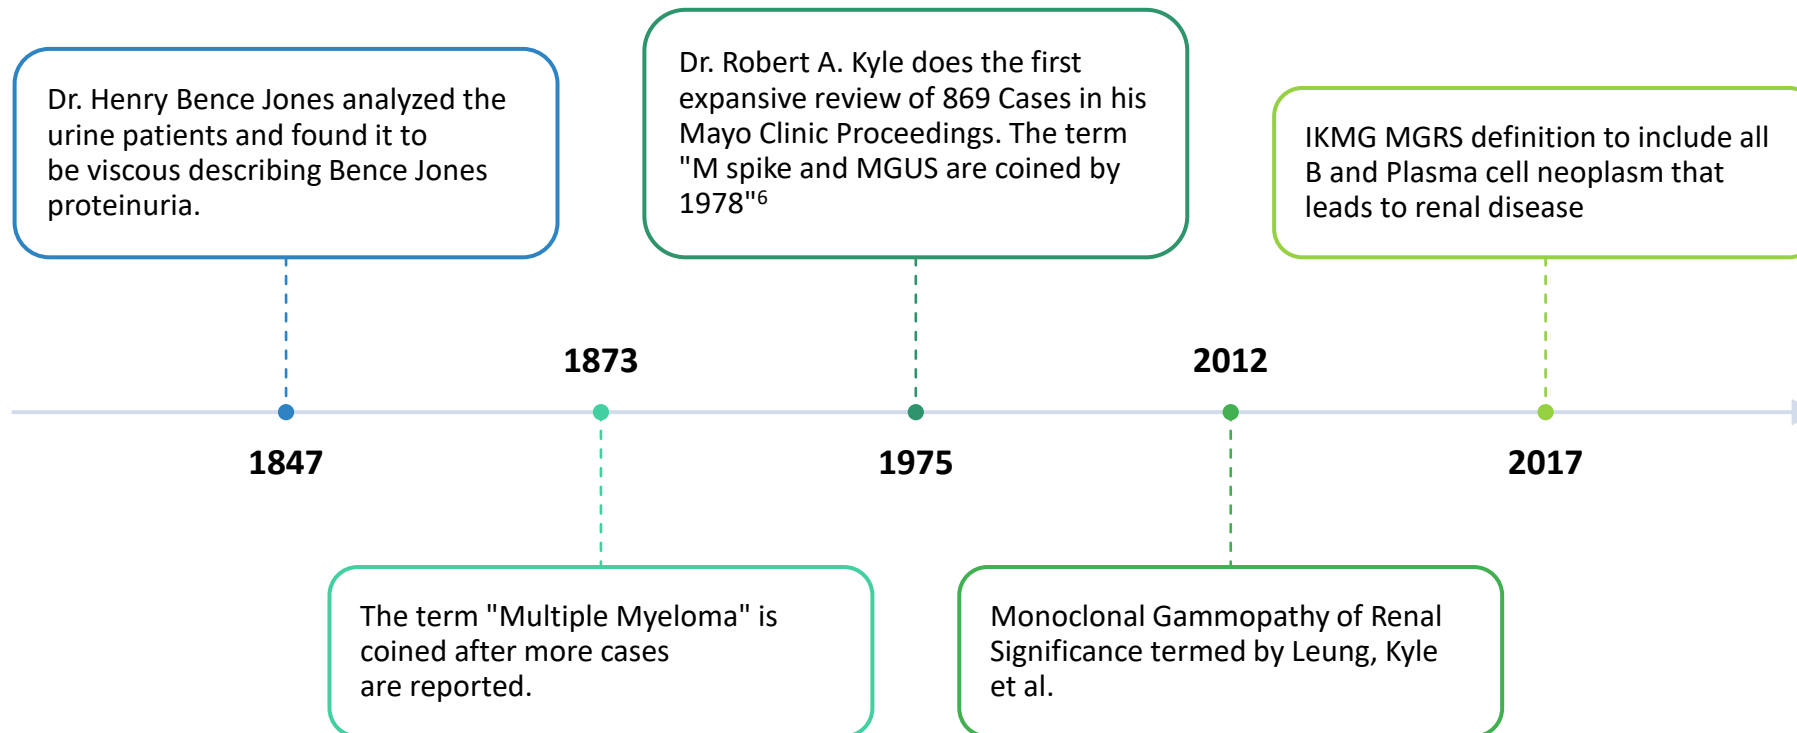 Dr. Henry Bence Jones analyzed the
urine patients and found it to
be viscous describing Bence Jones
proteinuria.
1847
1873
The term "Multiple Myeloma" is
coined after more cases
are reported.
Dr. Robert A. Kyle does the first
expansive review of 869 Cases in his
Mayo Clinic Proceedings. The term
"M spike and MGUS are coined by
1978"⁶
1975
2012
Monoclonal Gammopathy of Renal
Significance termed by Leung, Kyle
et al.
IKMG MGRS definition to include all
B and Plasma cell neoplasm that
leads to renal disease
2017